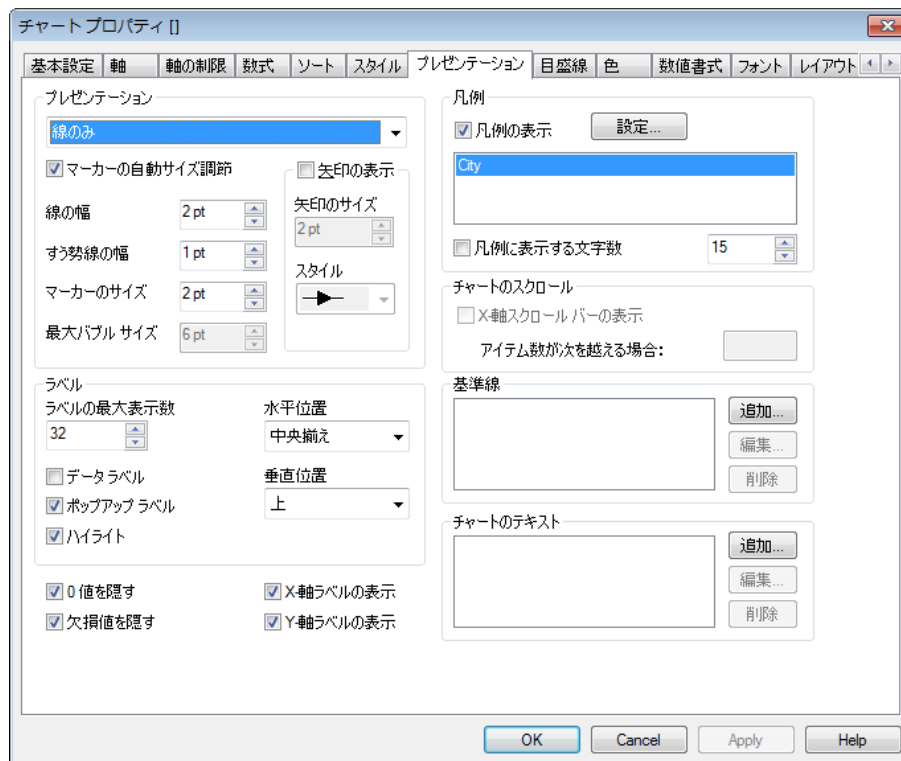 チャート プロパティ []
基本設定 軸 軸の制限 数式 ソート スタイル プレゼンテーション 目盛線 色 数値書式 フォント レイアウト
プレゼンテーション
線のみ
マーカーの自動サイズ調節
線の幅 2 pt
すう勢線の幅 1 pt
マーカーのサイズ 2 pt
最大バブル サイズ 6 pt
矢印の表示
矢印のサイズ
2 pt
スタイル
ラベル
ラベルの最大表示数
32
データ ラベル
ポップアップ ラベル
ハイライト
水平位置
中央揃え
垂直位置
上
0 値を隠す
欠損値を隠す
X-軸ラベルの表示
Y-軸ラベルの表示
凡例
凡例の表示 設定...
City
凡例に表示する文字数 15
チャートのスクロール
X-軸スクロール バーの表示
アイテム数が次を越える場合:
基準線
追加...
編集...
削除
チャートのテキスト
追加...
編集...
削除
OK Cancel Apply Help